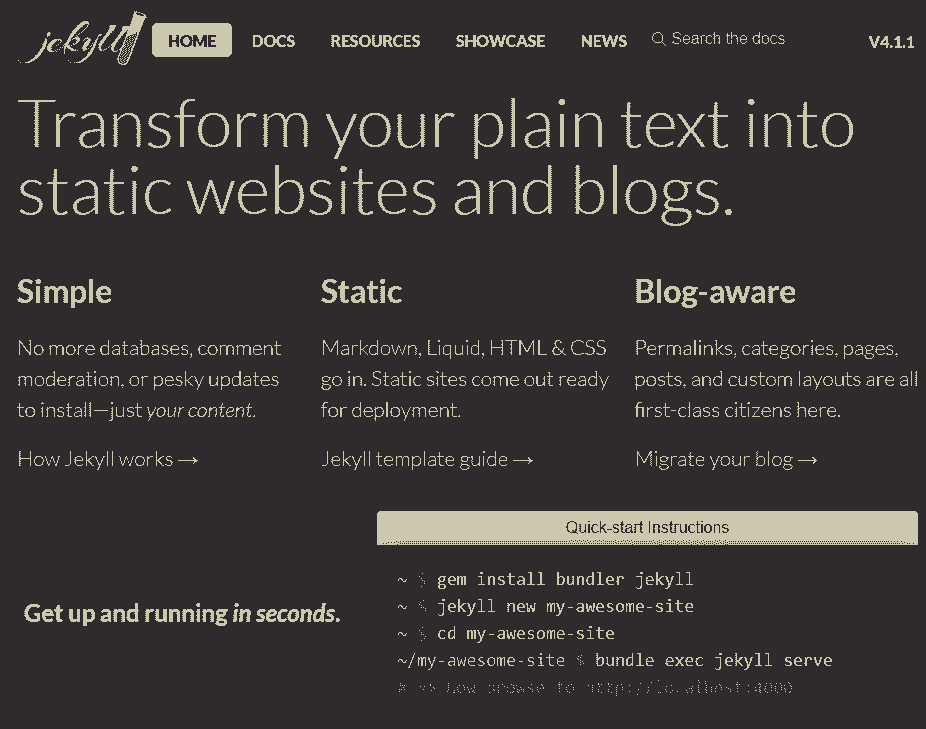 jekyll HOME DOCS RESOURCES SHOWCASE NEWS Search the docs V4.1.1
Transform your plain text into
static websites and blogs.
Simple
No more databases, comment
moderation, or pesky updates
to install—just your content.
How Jekyll works →
Static
Markdown, Liquid, HTML & CSS
go in. Static sites come out ready
for deployment.
Jekyll template guide →
Blog-aware
Permalinks, categories, pages,
posts, and custom layouts are all
first-class citizens here.
Migrate your blog →
Get up and running in seconds.
Quick-start Instructions
~ $ gem install bundler jekyll
~ $ jekyll new my-awesome-site
~ $ cd my-awesome-site
~/my-awesome-site $ bundle exec jekyll serve
# => Now browse to http://localhost:4000